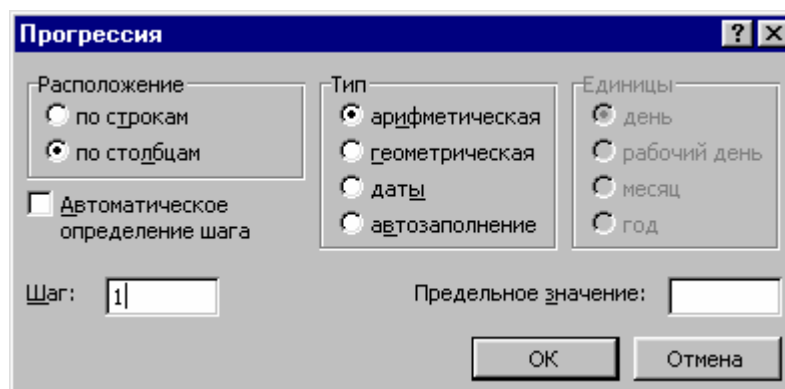 Прогрессия
Расположение
по строкам
по столбцам
Автоматическое
определение шага
Тип
арифметическая
геометрическая
даты
автозаполнение
Единицы
день
рабочий день
месяц
год
Шаг: 1
Предельное значение:
ОК
Отмена